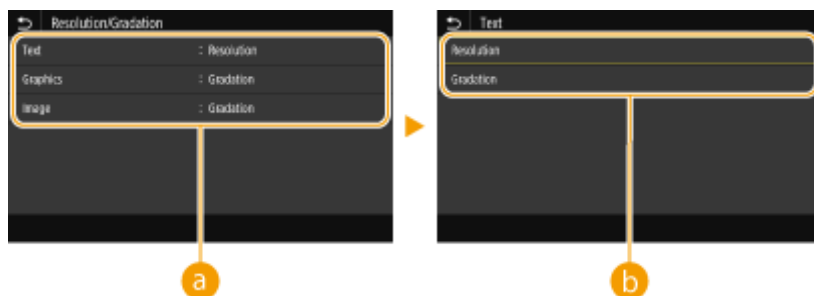 Resolution/Gradation
Text : Resolution
Graphics : Gradation
Image : Gradation
a
Text
Resolution
Gradation
b